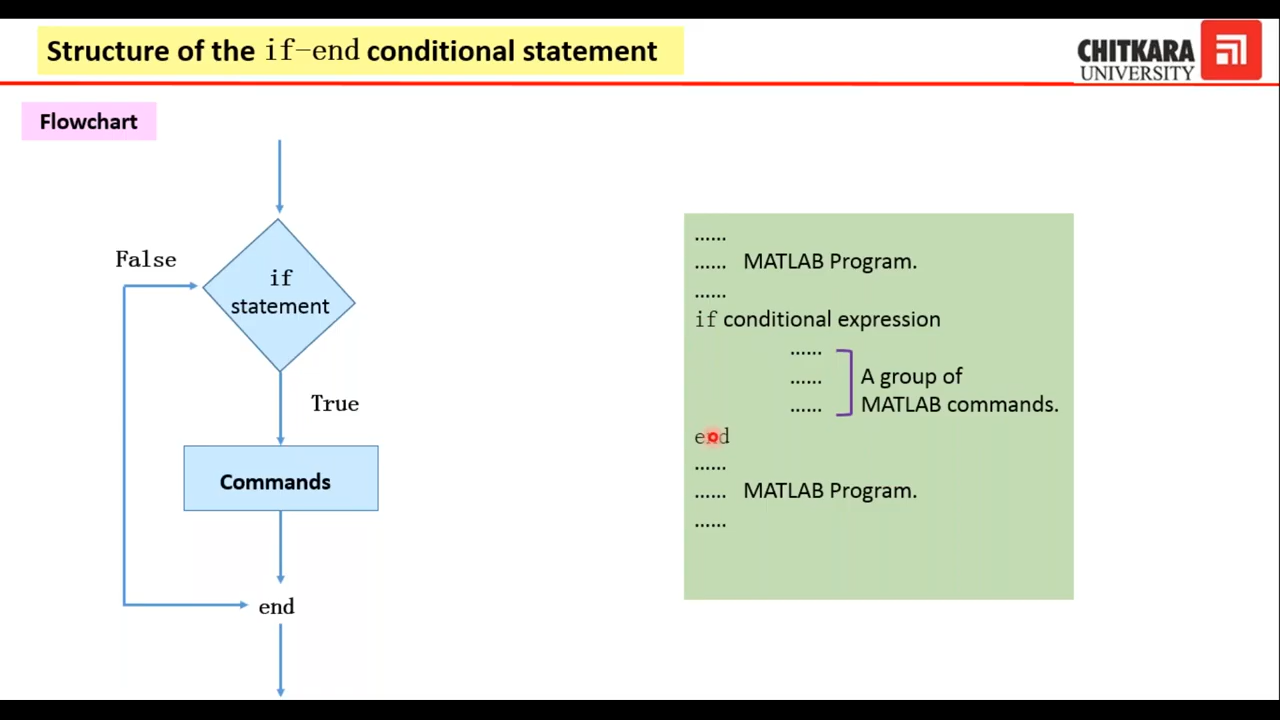 Structure of the if-end conditional statement
CHITKARA
UNIVERSITY
Flowchart
False
if
statement
True
Commands
end
......
...... MATLAB Program.
......
if conditional expression
......
...... A group of
...... MATLAB commands.
end
......
...... MATLAB Program.
......